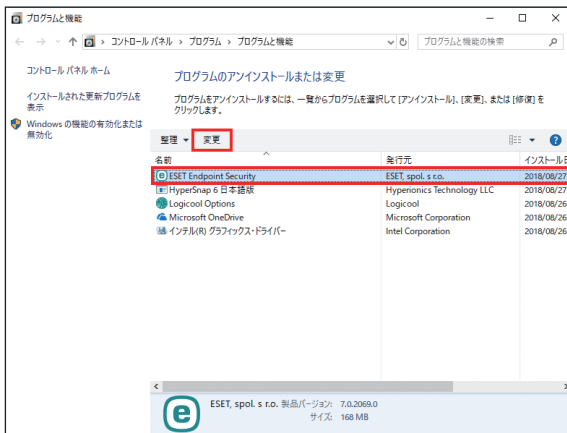 プログラムと機能
コントロール パネル › プログラム › プログラムと機能
プログラムと機能の検索
コントロール パネル ホーム
インストールされた更新プログラムを
表示
Windows の機能の有効化または
無効化
プログラムのアンインストールまたは変更
プログラムをアンインストールするには、一覧からプログラムを選択して [アンインストール]、[変更]、または [修復] を
クリックします。
整理 変更
名前 発行元 インストール日
ESET Endpoint Security ESET, spol. s r.o. 2018/08/27
HyperSnap 6 日本語版 Hyperionics Technology LLC 2018/08/27
Logicool Options Logicool 2018/08/26
Microsoft OneDrive Microsoft Corporation 2018/08/26
インテル(R) グラフィックス・ドライバー Intel Corporation 2018/08/26
ESET, spol. s r.o. 製品バージョン: 7.0.2069.0
サイズ: 168 MB